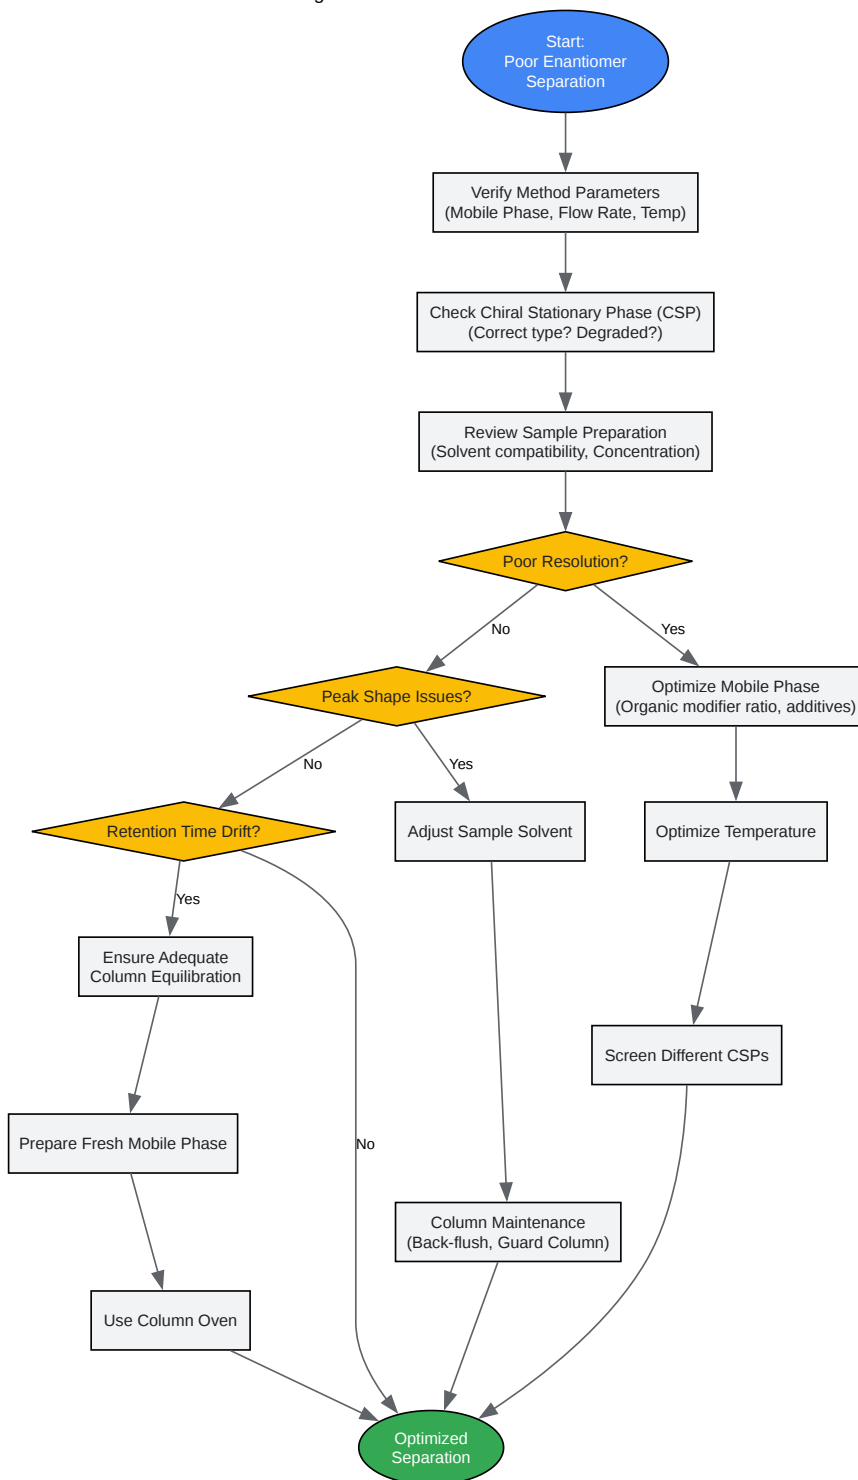 Start:
Poor Enantiomer
Separation
Verify Method Parameters
(Mobile Phase, Flow Rate, Temp)
Check Chiral Stationary Phase (CSP)
(Correct type? Degraded?)
Review Sample Preparation
(Solvent compatibility, Concentration)
Poor Resolution?
No
Yes
Peak Shape Issues?
Optimize Mobile Phase
(Organic modifier ratio, additives)
No
Yes
Retention Time Drift?
Adjust Sample Solvent
Optimize Temperature
Yes
Ensure Adequate
Column Equilibration
Screen Different CSPs
Prepare Fresh Mobile Phase
No
Column Maintenance
(Back-flush, Guard Column)
Use Column Oven
Optimized
Separation